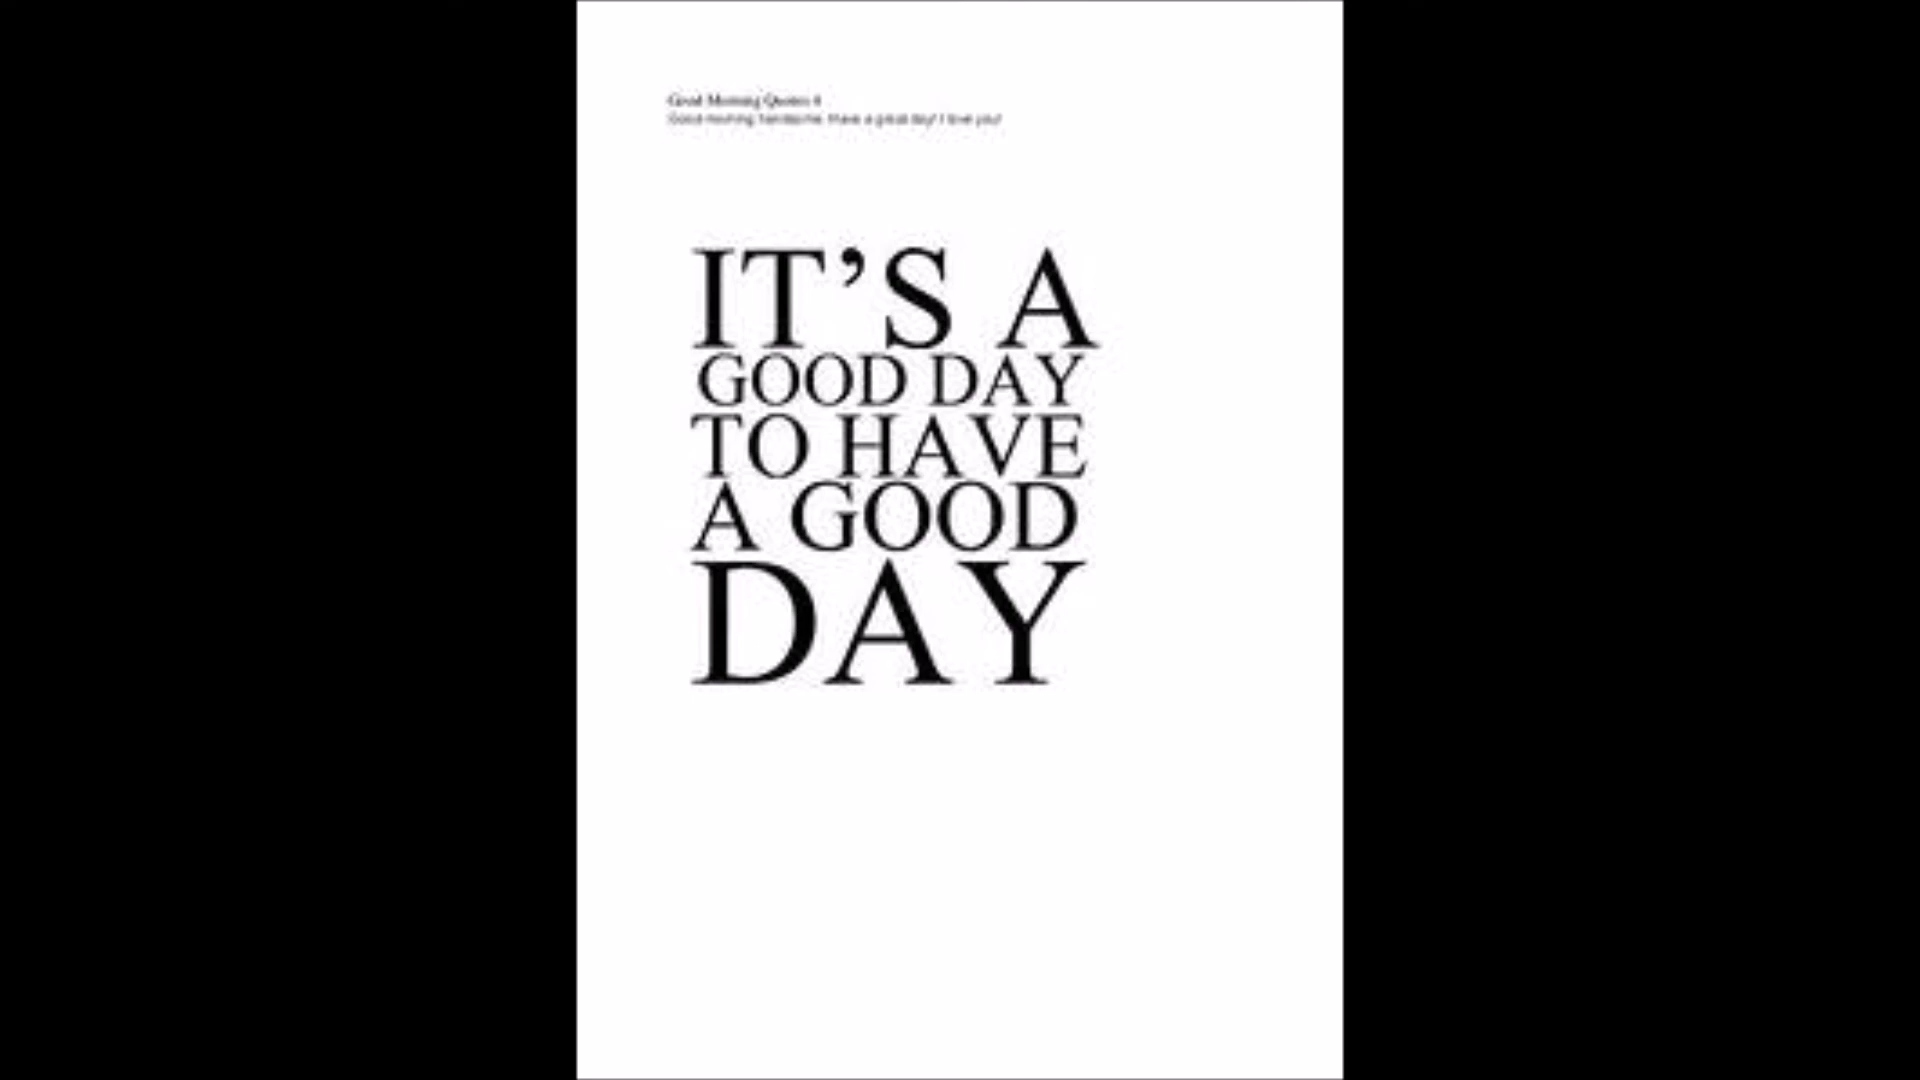 Good Morning Quotes 4
Good morning handsome. Have a great day! I love you!
IT’S A
GOOD DAY
TO HAVE
A GOOD
DAY